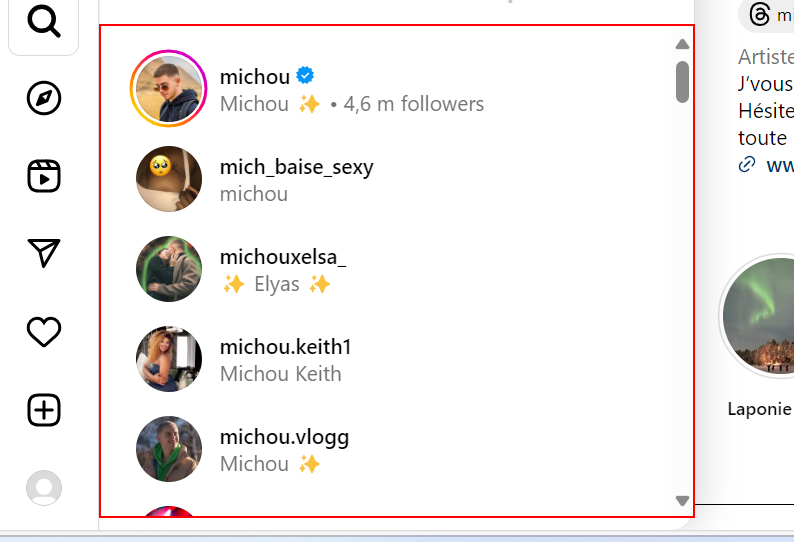 michou
Michou ✨ • 4,6 m followers
mich_baise_sexy
michou
michouxelsa_
✨ Elyas ✨
michou.keith1
Michou Keith
michou.vlogg
Michou ✨
mi
Artiste
J'vous
Hésite
toute
ww
Laponie